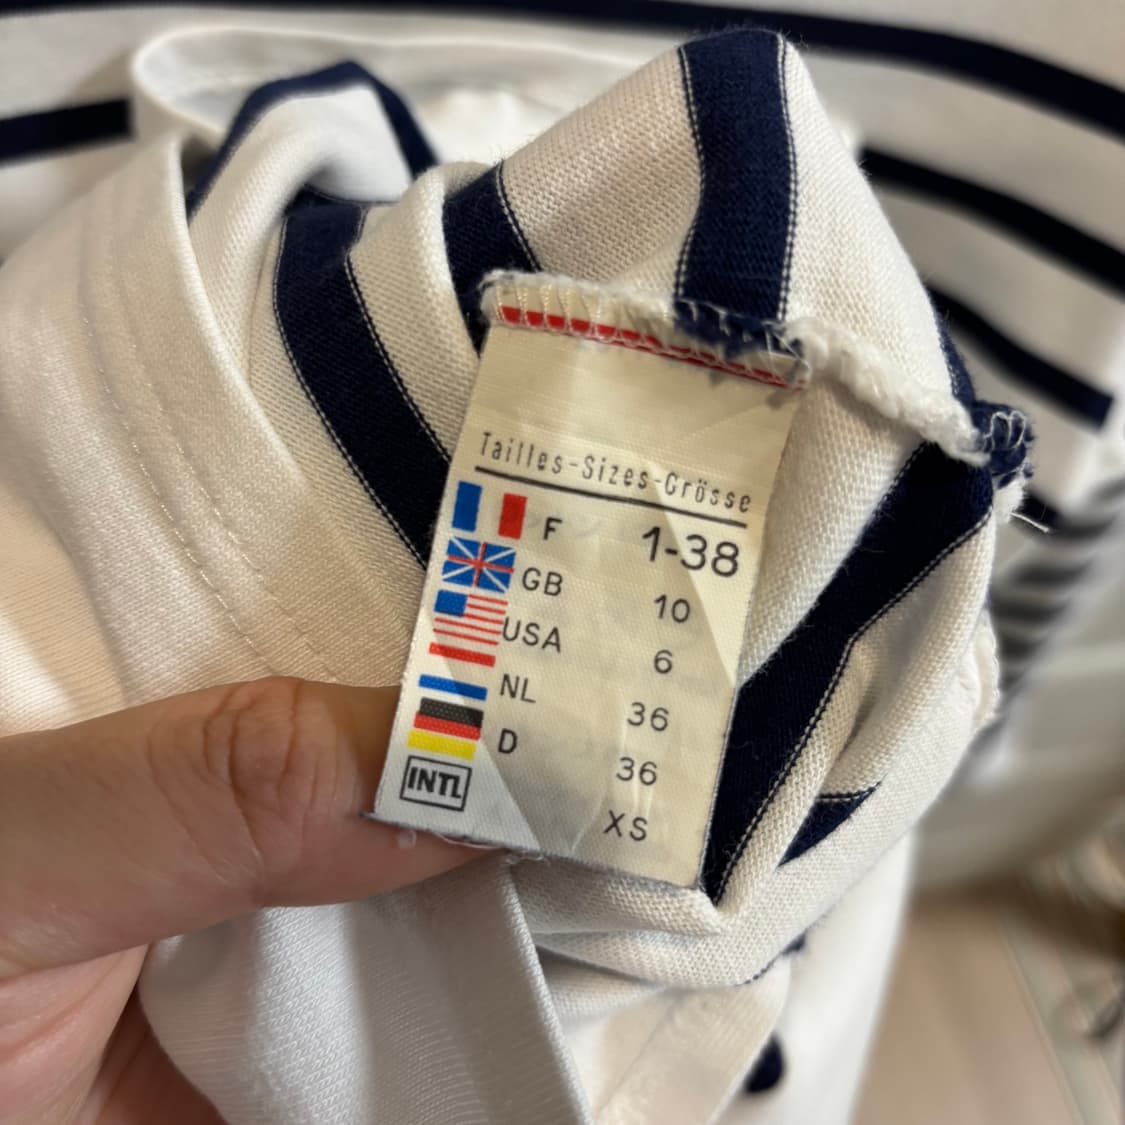 Tailles-Sizes-Grösse
F 1-38
GB 10
USA 6
NL 36
D 36
INTL XS